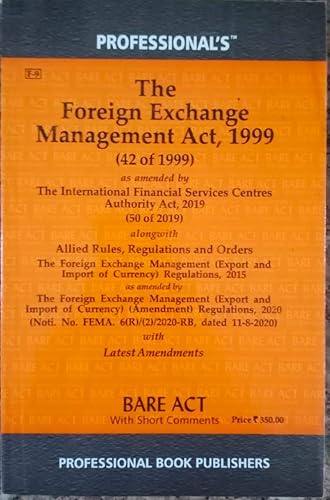 PROFESSIONAL'S™
F-9
The
Foreign Exchange
Management Act, 1999
(42 of 1999)
as amended by
The International Financial Services Centres
Authority Act, 2019
(50 of 2019)
alongwith
Allied Rules, Regulations and Orders
The Foreign Exchange Management (Export and
Import of Currency) Regulations, 2015
as amended by
The Foreign Exchange Management (Export and
Import of Currency) (Amendment) Regulations, 2020
(Noti. No. FEMA. 6(R)/(2)/2020-RB, dated 11-8-2020)
with
Latest Amendments
BARE ACT
With Short Comments
Price ₹ 350.00
PROFESSIONAL BOOK PUBLISHERS